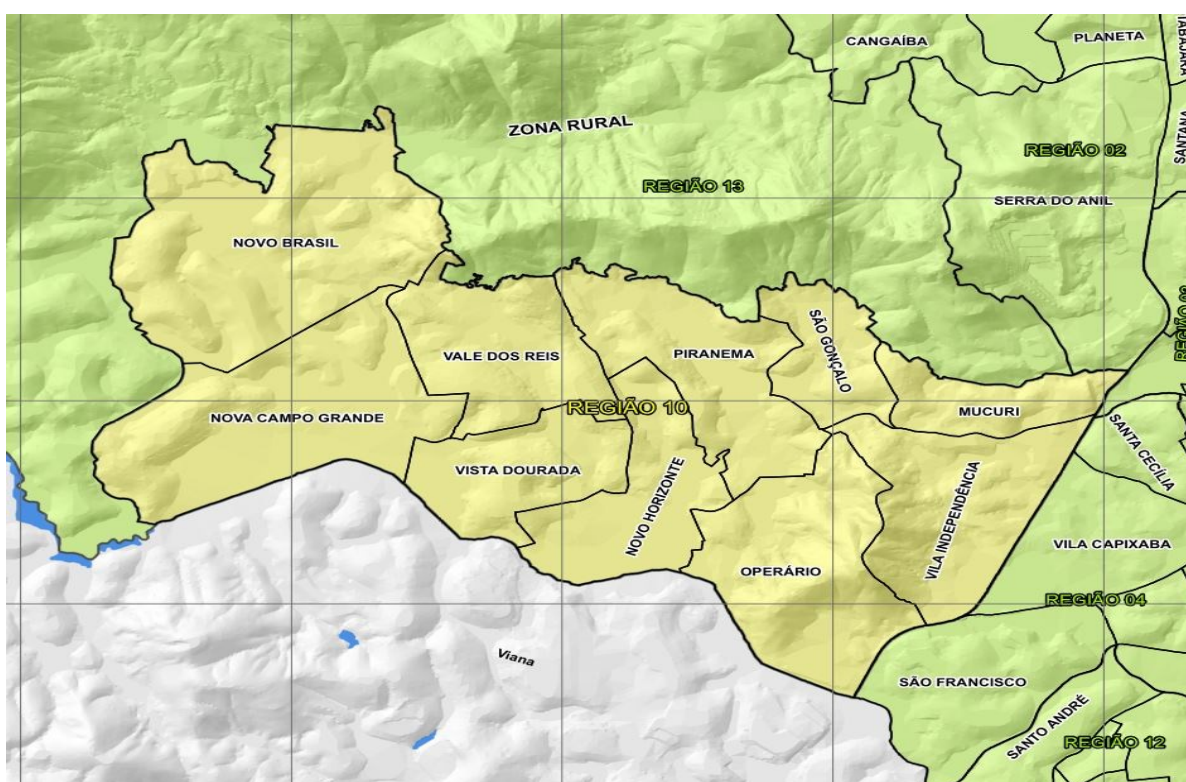 CANGAÍBA
PLANETA
ZONA RURAL
SANTANA
REGIÃO 02
REGIÃO 13
SERRA DO ANIL
NOVO BRASIL
SÃO GONÇALO
VALE DOS REIS
PIRANEMA
REGIÃO 10
MUCURI
NOVA CAMPO GRANDE
SANTA CECÍLIA
VISTA DOURADA
NOVO HORIZONTE
VILA INDEPENDÊNCIA
VILA CAPIXABA
OPERÁRIO
REGIÃO 04
Viana
SÃO FRANCISCO
SANTO ANDRÉ
REGIÃO 12